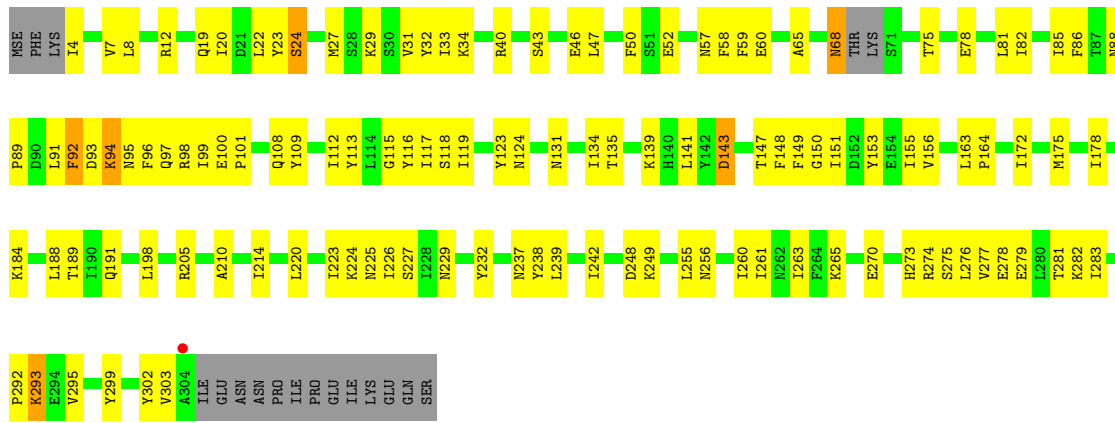 MSE PHE LYS I4 V7 L8 R12 Q19 I20 D21 L22 Y23 S24 M27 S28 K29 S30 V31 Y32 I33 K34 R40 S43 E46 L47 F50 S51 E52 N57 F58 F59 E60 A65 N68 THR LYS S71 T75 E78 L81 I82 I85 F86 T87 N88
P89 D90 L91 F92 D93 K94 N95 F96 Q97 R98 I99 E100 P101 Q108 Y109 I112 Y113 L114 G115 Y116 I117 S118 I119 Y123 N124 N131 I134 T135 K139 H140 L141 Y142 D143 T147 F148 F149 G150 I151 D152 Y153 E154 I155 V156 L163 P164 I172 M175 I178
K184 L188 T189 I190 Q191 L198 R205 A210 I214 L220 I223 K224 N225 I226 S227 I228 N229 Y232 N237 Y238 L239 I242 D248 K249 L255 N256 I260 I261 N262 I263 F264 K265 E270 H273 R274 S275 L276 V277 E278 E279 L280 T281 K282 I283
P292 K293 E294 V295 Y299 Y302 V303 A304 ILE GLU ASN ASN PRO ILE PRO GLU ILE LYS GLU GLN SER